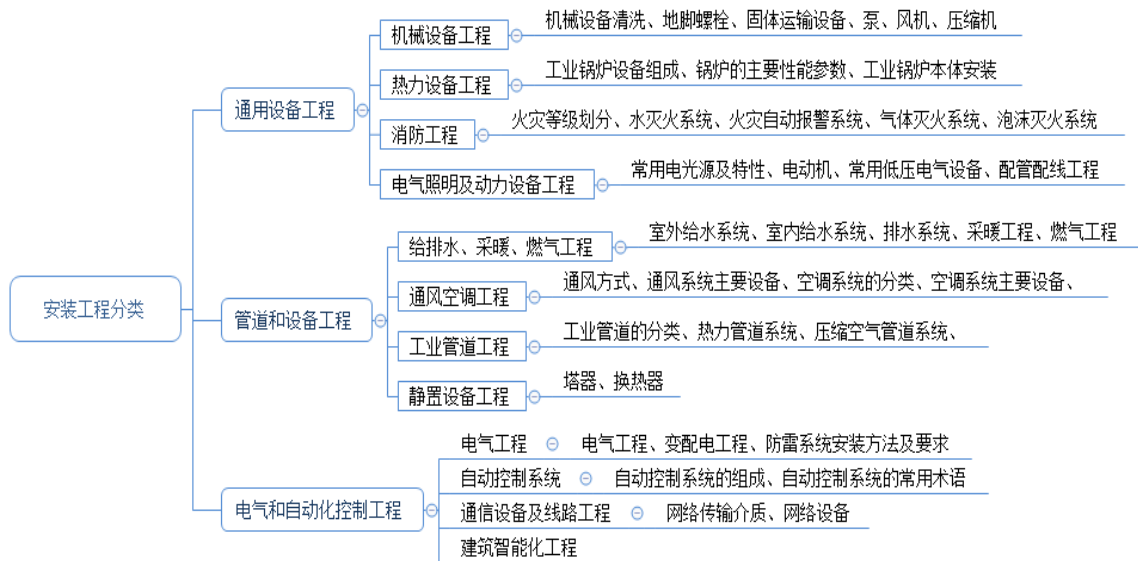 安装工程分类
通用设备工程
机械设备工程
机械设备清洗、地脚螺栓、固体运输设备、泵、风机、压缩机
热力设备工程
工业锅炉设备组成、锅炉的主要性能参数、工业锅炉本体安装
消防工程
火灾等级划分、水灭火系统、火灾自动报警系统、气体灭火系统、泡沫灭火系统
电气照明及动力设备工程
常用电光源及特性、电动机、常用低压电气设备、配管配线工程
管道和设备工程
给排水、采暖、燃气工程
室外给水系统、室内给水系统、排水系统、采暖工程、燃气工程
通风空调工程
通风方式、通风系统主要设备、空调系统的分类、空调系统主要设备、
工业管道工程
工业管道的分类、热力管道系统、压缩空气管道系统、
静置设备工程
塔器、换热器
电气和自动化控制工程
电气工程
电气工程、变配电工程、防雷系统安装方法及要求
自动控制系统
自动控制系统的组成、自动控制系统的常用术语
通信设备及线路工程
网络传输介质、网络设备
建筑智能化工程